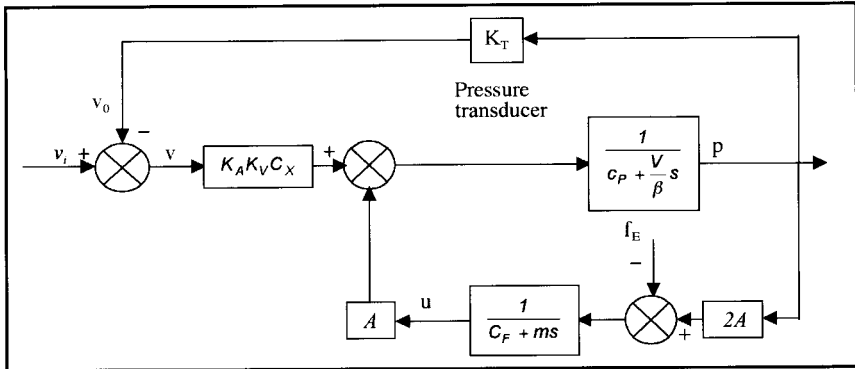 K_T
Pressure
transducer
v_0
−
v_i +
v
K_A K_V C_X
+
1
c_P + V/β s
p
f_E
−
A
u
1
C_F + ms
+
2A